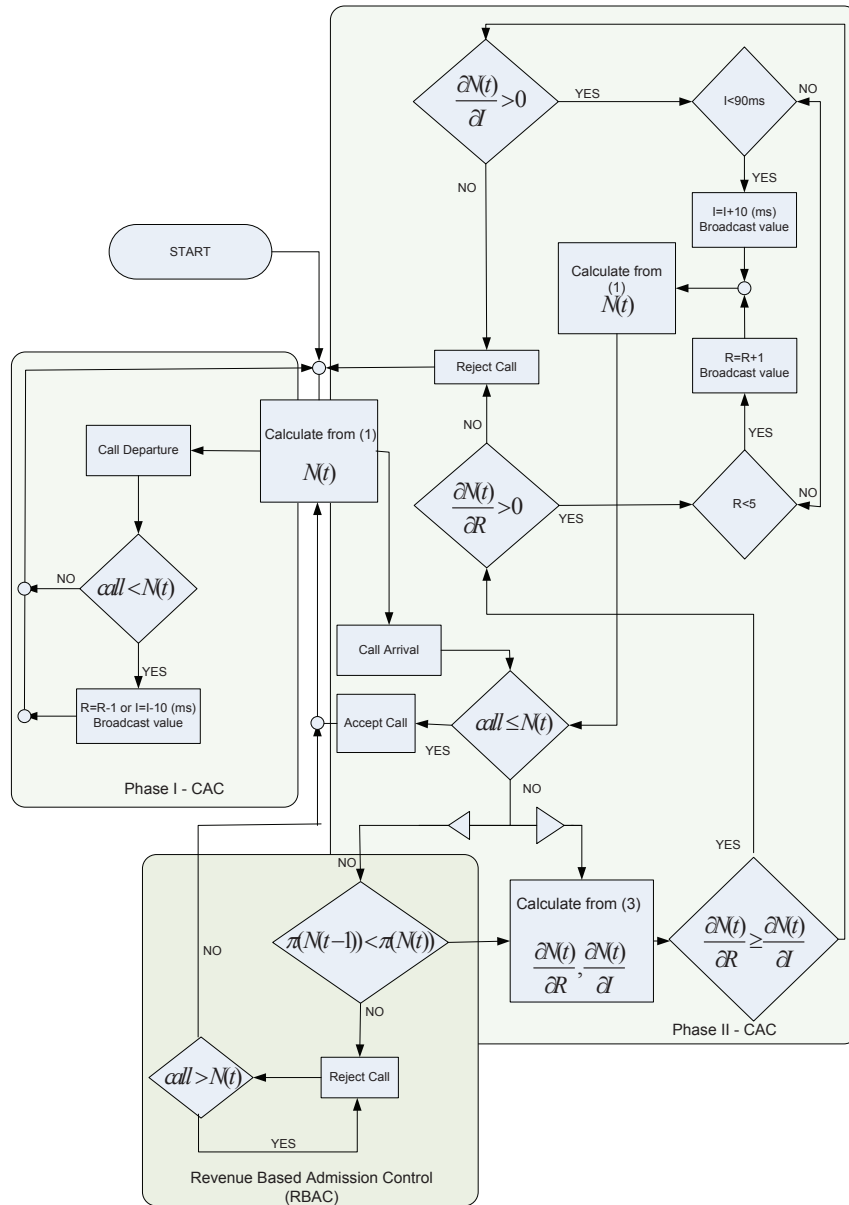 ∂N(t)/∂I >0
YES
I<90ms
NO
NO
YES
I=I+10 (ms)
Broadcast value
START
Calculate from
(1)
N(t)
Reject Call
R=R+1
Broadcast value
NO
YES
Calculate from (1)
N(t)
Call Departure
∂N(t)/∂R >0
YES
R<5
NO
call<N(t)
NO
YES
Call Arrival
R=R-1 or I=I-10 (ms)
Broadcast value
Accept Call
YES
call≤N(t)
NO
Phase I - CAC
NO
YES
π(N(t−1))<π(N(t))
Calculate from (3)
∂N(t)/∂R , ∂N(t)/∂I
∂N(t)/∂R ≥ ∂N(t)/∂I
NO
NO
Phase II - CAC
call>N(t)
Reject Call
YES
Revenue Based Admission Control
(RBAC)